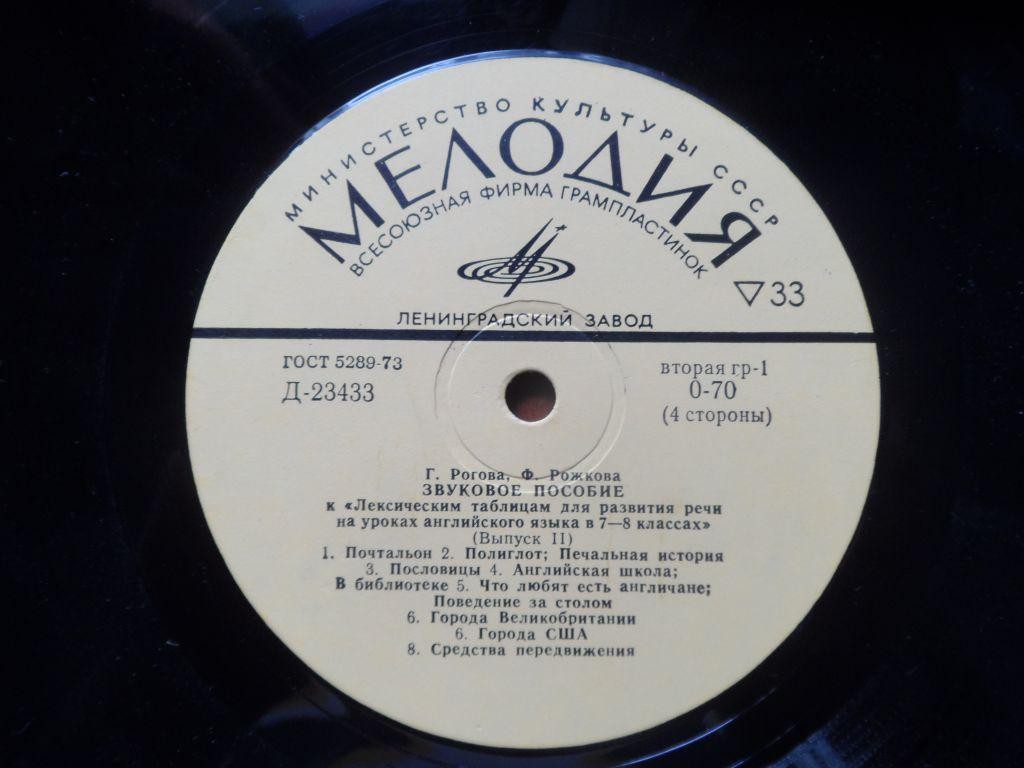 МИНИСТЕРСТВО КУЛЬТУРЫ СССР
МЕЛОДИЯ
ВСЕСОЮЗНАЯ ФИРМА ГРАМПЛАСТИНОК
▽33
ЛЕНИНГРАДСКИЙ ЗАВОД
ГОСТ 5289-73
Д-23433
вторая гр-1
0-70
(4 стороны)
Г. Рогова, Ф. Рожкова
ЗВУКОВОЕ ПОСОБИЕ
к «Лексическим таблицам для развития речи
на уроках английского языка в 7—8 классах»
(Выпуск II)
1. Почтальон 2. Полиглот; Печальная история
3. Пословицы 4. Английская школа;
В библиотеке 5. Что любят есть англичане;
Поведение за столом
6. Города Великобритании
6. Города США
8. Средства передвижения